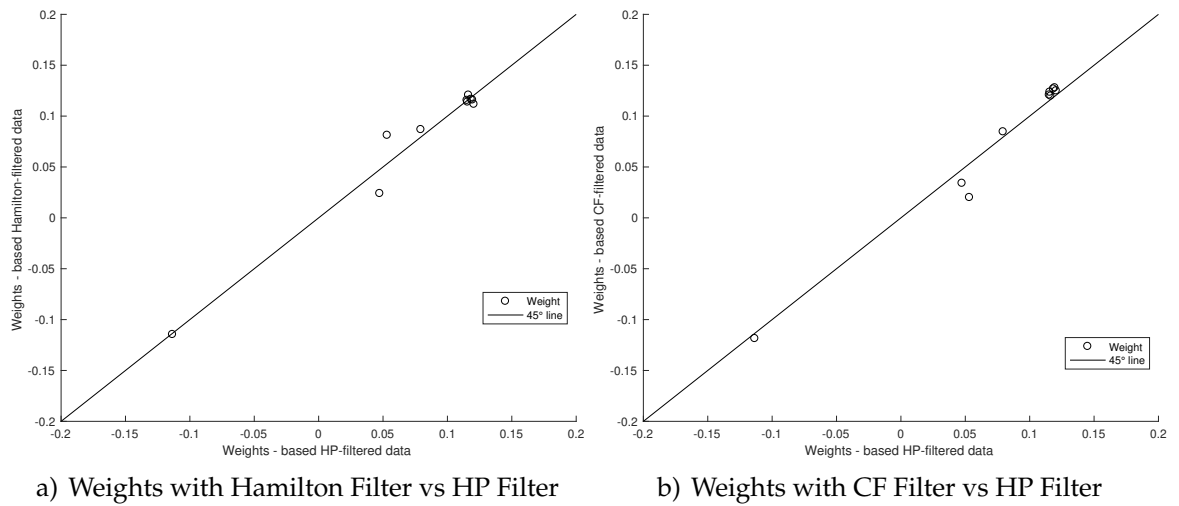 0.2
0.15
0.1
0.05
0
-0.05
-0.1
-0.15
-0.2
Weights - based Hamilton-filtered data
-0.2 -0.15 -0.1 -0.05 0 0.05 0.1 0.15 0.2
Weights - based HP-filtered data
Weight
45° line
a) Weights with Hamilton Filter vs HP Filter
0.2
0.15
0.1
0.05
0
-0.05
-0.1
-0.15
-0.2
Weights - based CF-filtered data
-0.2 -0.15 -0.1 -0.05 0 0.05 0.1 0.15 0.2
Weights - based HP-filtered data
Weight
45° line
b) Weights with CF Filter vs HP Filter